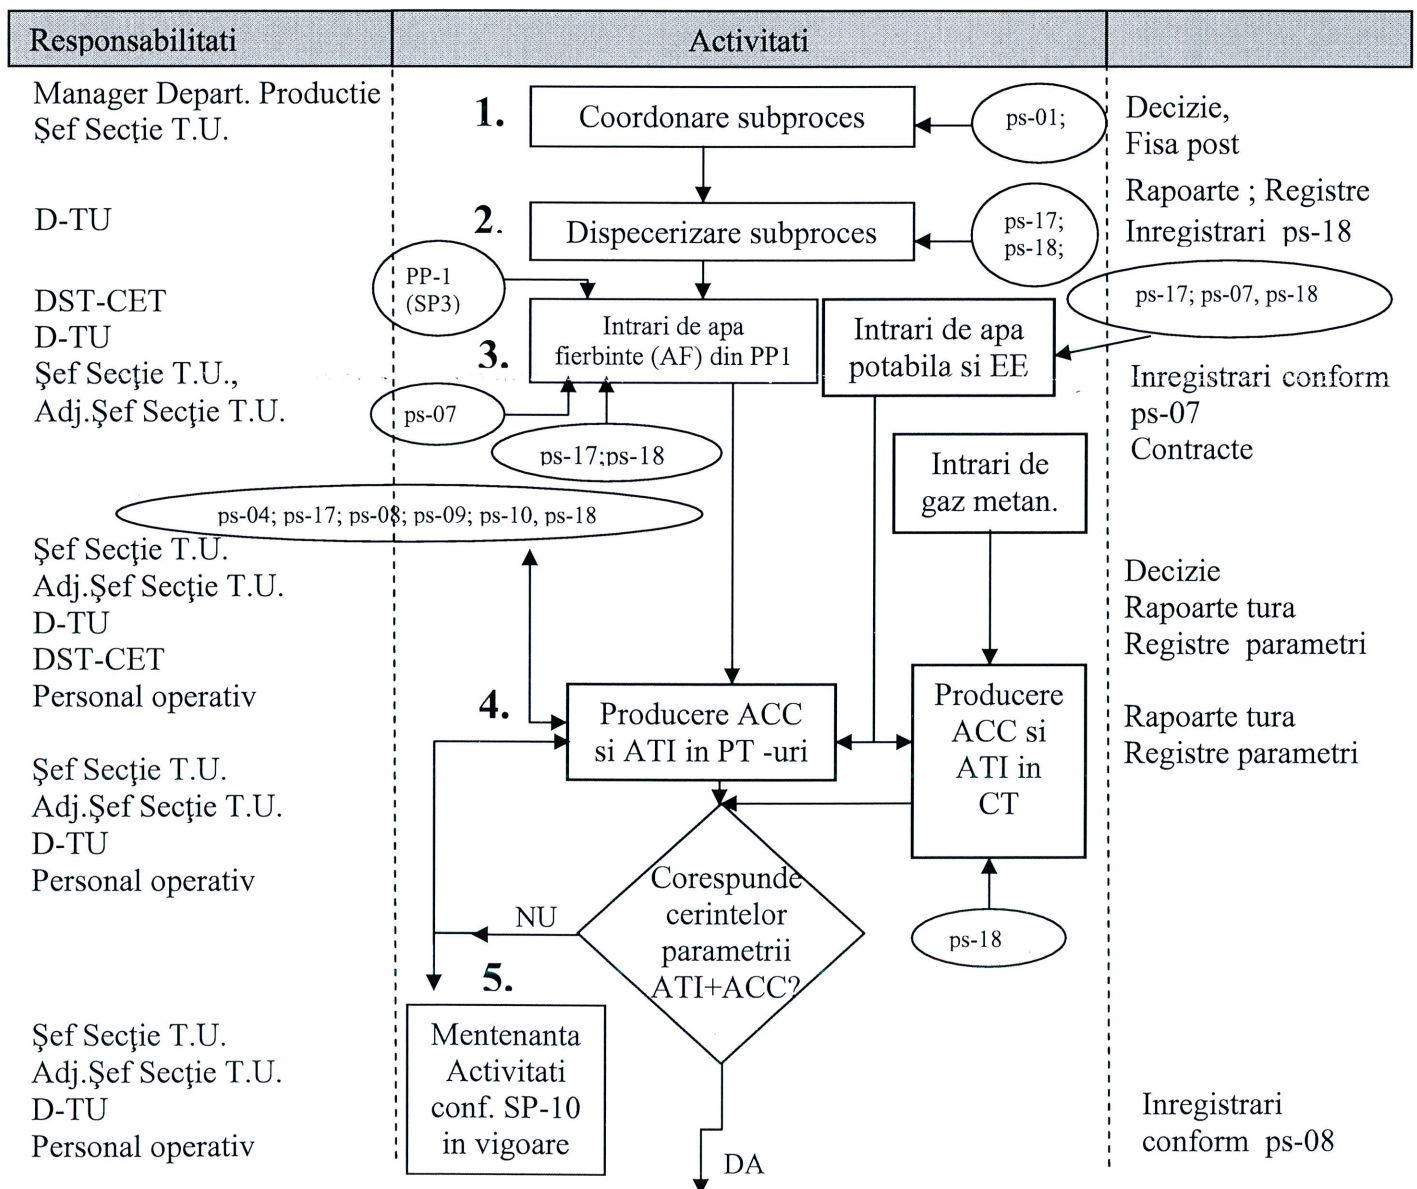 Responsabilitati
Activitati
Manager Depart. Productie
Şef Secţie T.U.
1.
Coordonare subproces
ps-01;
Decizie,
Fisa post
D-TU
2.
Dispecerizare subproces
ps-17;
ps-18;
Rapoarte ; Registre
Inregistrari ps-18
PP-1
(SP3)
DST-CET
D-TU
Şef Secţie T.U.,
Adj.Şef Secţie T.U.
3.
Intrari de apa
fierbinte (AF) din PP1
Intrari de apa
potabila si EE
ps-17; ps-07, ps-18
Inregistrari conform
ps-07
Contracte
ps-07
ps-17;ps-18
Intrari de
gaz metan.
ps-04; ps-17; ps-08; ps-09; ps-10, ps-18
Şef Secţie T.U.
Adj.Şef Secţie T.U.
D-TU
DST-CET
Personal operativ
Decizie
Rapoarte tura
Registre parametri
4.
Producere ACC
si ATI in PT -uri
Producere
ACC si
ATI in
CT
Rapoarte tura
Registre parametri
Şef Secţie T.U.
Adj.Şef Secţie T.U.
D-TU
Personal operativ
Corespunde
cerintelor
parametrii
ATI+ACC?
NU
ps-18
5.
Mentenanta
Activitati
conf. SP-10
in vigoare
Şef Secţie T.U.
Adj.Şef Secţie T.U.
D-TU
Personal operativ
Inregistrari
conform ps-08
DA